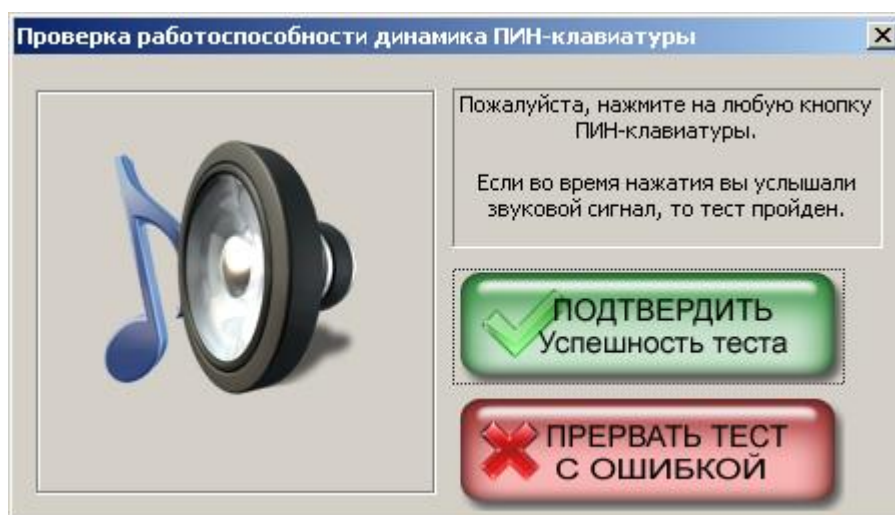 Проверка работоспособности динамика ПИН-клавиатуры
Пожалуйста, нажмите на любую кнопку
ПИН-клавиатуры.
Если во время нажатия вы услышали
звуковой сигнал, то тест пройден.
ПОДТВЕРДИТЬ
Успешность теста
ПРЕРВАТЬ ТЕСТ
С ОШИБКОЙ